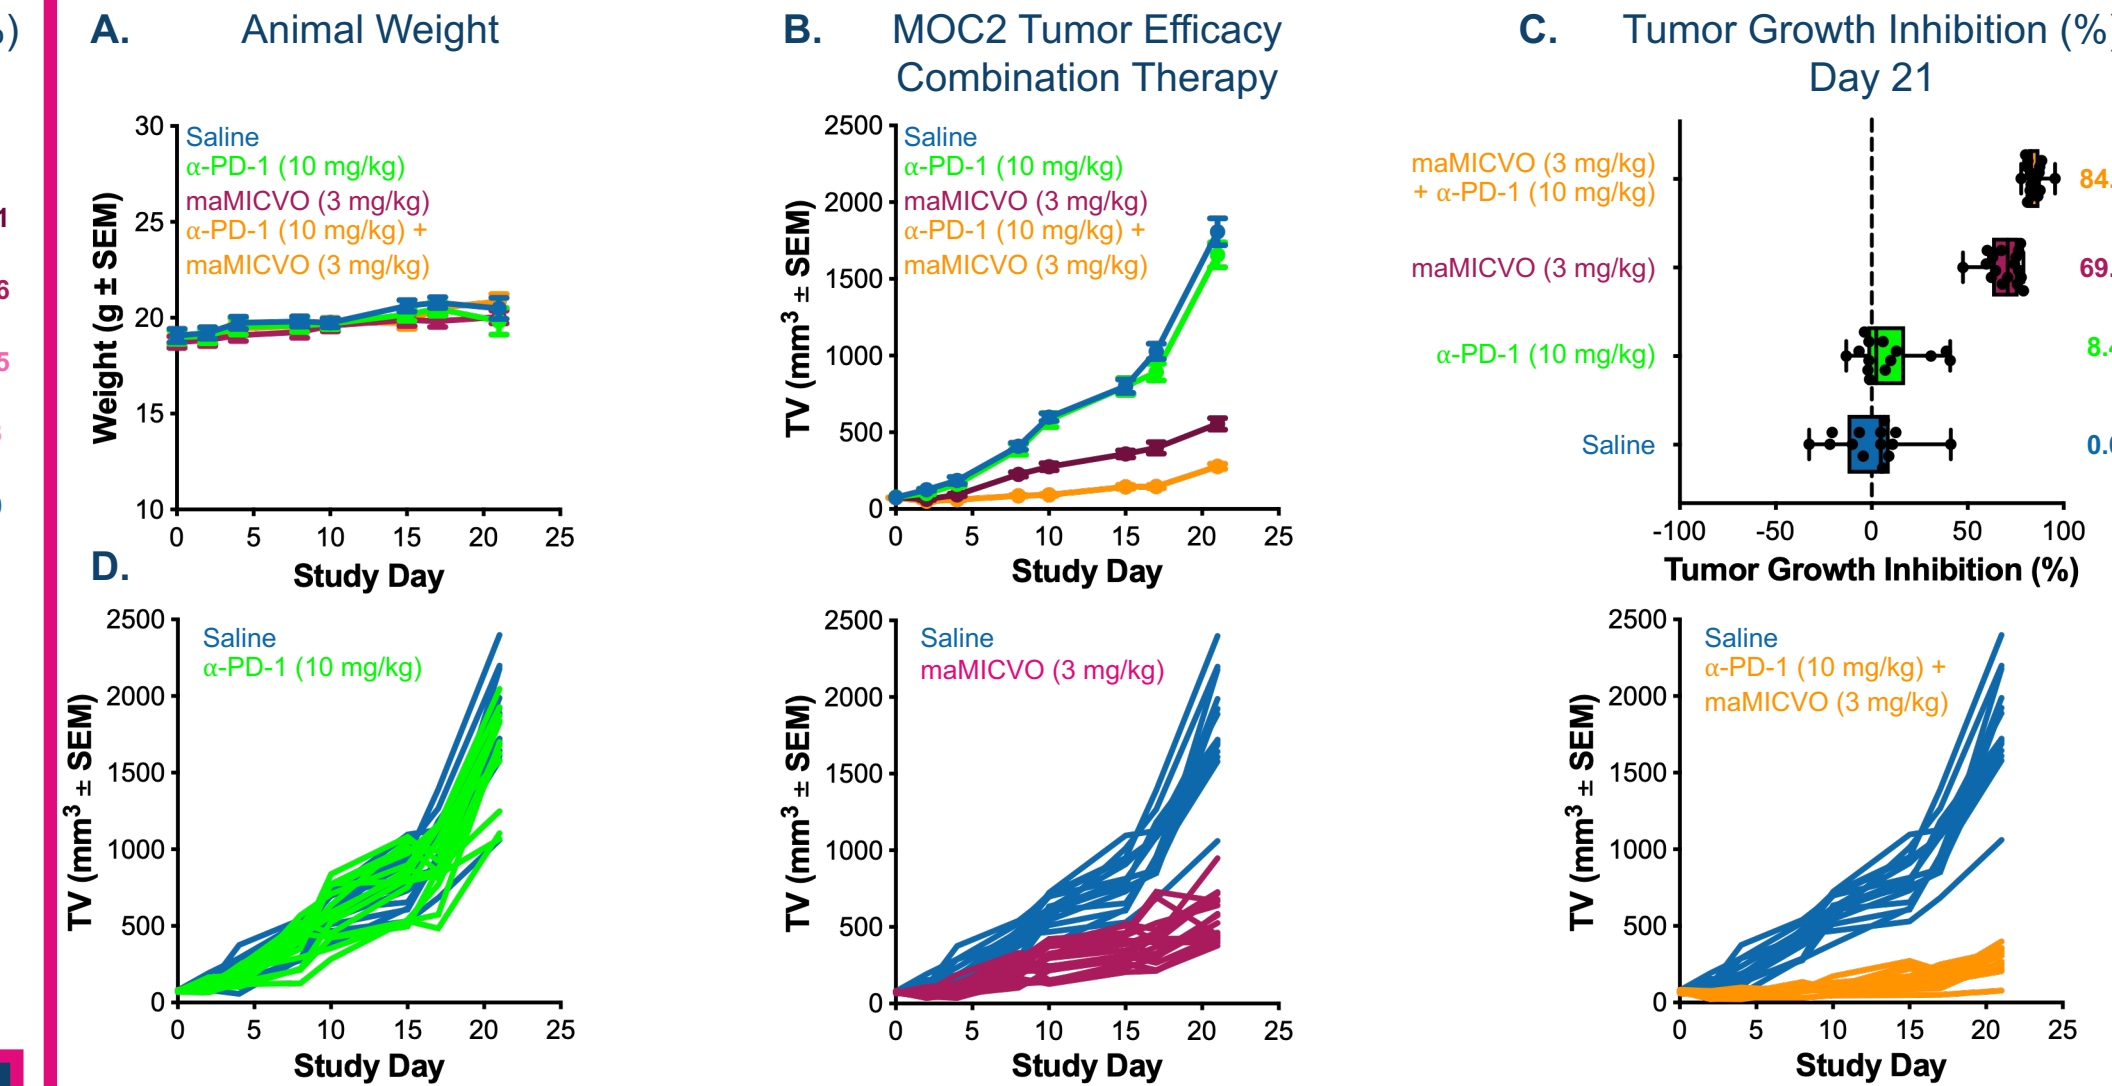 %)
1
6
5
A. Animal Weight
30
25
20
15
10
Weight (g ± SEM)
Saline
α-PD-1 (10 mg/kg)
maMICVO (3 mg/kg)
α-PD-1 (10 mg/kg) +
maMICVO (3 mg/kg)
0 5 10 15 20 25
Study Day
B. MOC2 Tumor Efficacy
Combination Therapy
2500
2000
1500
1000
500
0
TV (mm³ ± SEM)
Saline
α-PD-1 (10 mg/kg)
maMICVO (3 mg/kg)
α-PD-1 (10 mg/kg) +
maMICVO (3 mg/kg)
0 5 10 15 20 25
Study Day
C. Tumor Growth Inhibition (%)
Day 21
maMICVO (3 mg/kg)
+ α-PD-1 (10 mg/kg)
84.
maMICVO (3 mg/kg)
69.
α-PD-1 (10 mg/kg)
8.4
Saline
0.0
-100 -50 0 50 100
Tumor Growth Inhibition (%)
D.
2500
2000
1500
1000
500
0
TV (mm³ ± SEM)
Saline
α-PD-1 (10 mg/kg)
0 5 10 15 20 25
Study Day
2500
2000
1500
1000
500
0
TV (mm³ ± SEM)
Saline
maMICVO (3 mg/kg)
0 5 10 15 20 25
Study Day
2500
2000
1500
1000
500
0
TV (mm³ ± SEM)
Saline
α-PD-1 (10 mg/kg) +
maMICVO (3 mg/kg)
0 5 10 15 20 25
Study Day